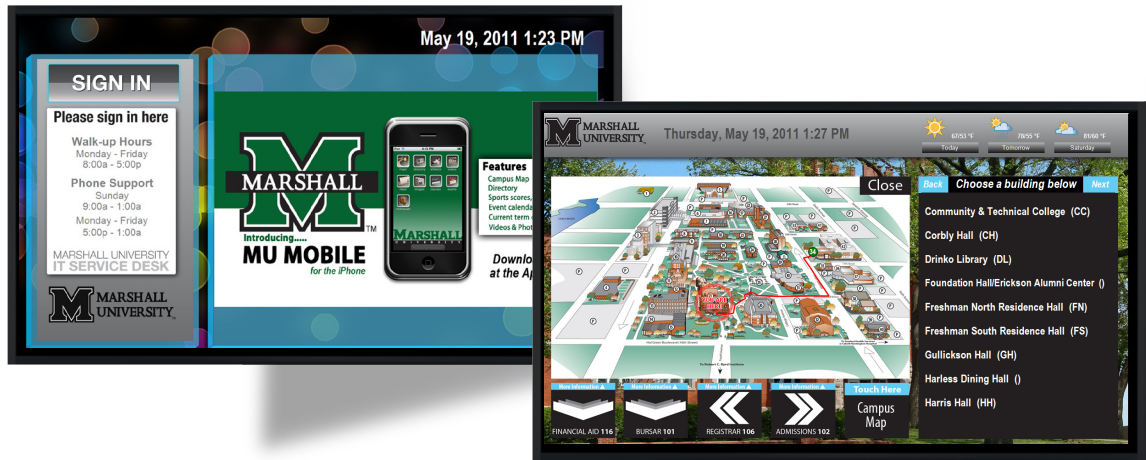 May 19, 2011 1:23 PM
SIGN IN
Please sign in here
Walk-up Hours
Monday - Friday
8:00a - 5:00p
Phone Support
Sunday
9:00a - 1:00a
Monday - Friday
5:00p - 1:00a
MARSHALL UNIVERSITY
IT SERVICE DESK
MARSHALL
UNIVERSITY
MARSHALL
TM
Introducing.....
MU MOBILE
for the iPhone
MARSHALL
Features
Campus Map
Directory
Sports scores,
Event calenda
Current term
Videos & Phot
Downlo
at the Ap
MARSHALL
UNIVERSITY
Thursday, May 19, 2011 1:27 PM
67/53 °F
Today
78/55 °F
Tomorrow
81/60 °F
Saturday
Close
YOU ARE
HERE
Back
Choose a building below
Next
Community & Technical College (CC)
Corbly Hall (CH)
Drinko Library (DL)
Foundation Hall/Erickson Alumni Center ()
Freshman North Residence Hall (FN)
Freshman South Residence Hall (FS)
Gullickson Hall (GH)
Harless Dining Hall ()
Harris Hall (HH)
More Information ▲
FINANCIAL AID 116
More Information ▲
BURSAR 101
More Information ▲
REGISTRAR 106
More Information ▲
ADMISSIONS 102
Touch Here
Campus
Map